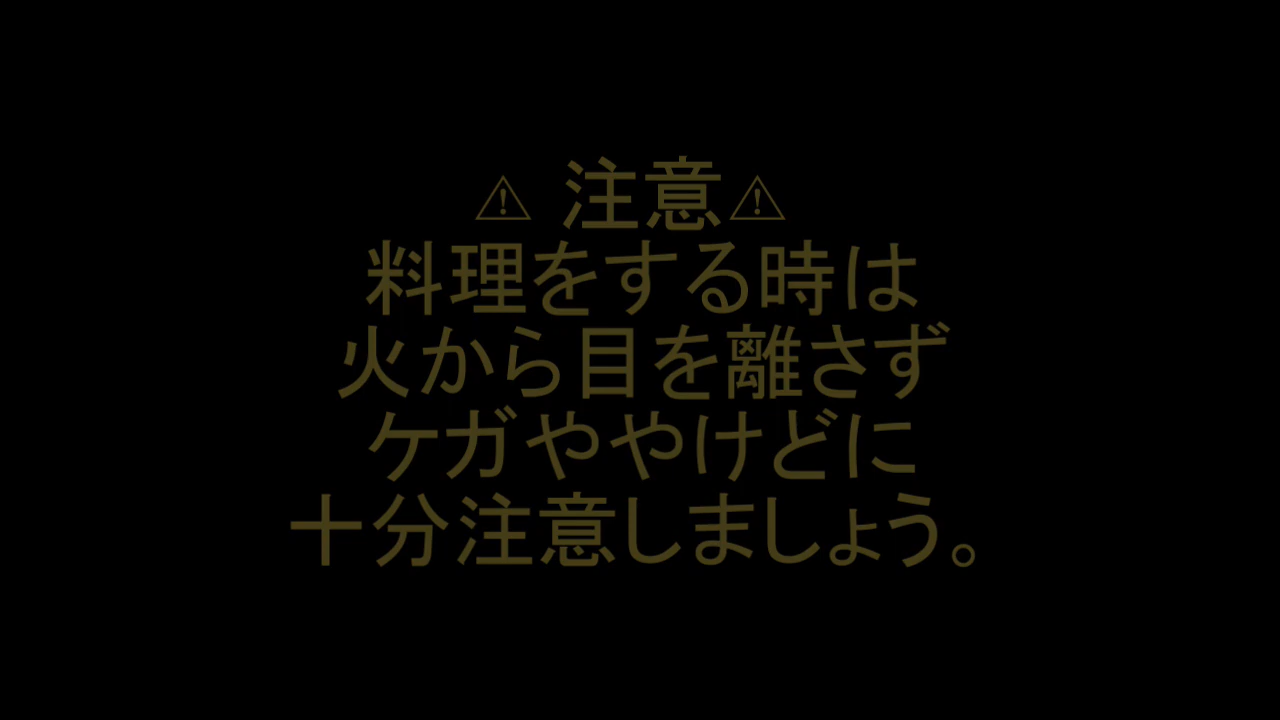 ⚠ 注意⚠
料理をする時は
火から目を離さず
ケガややけどに
十分注意しましょう。